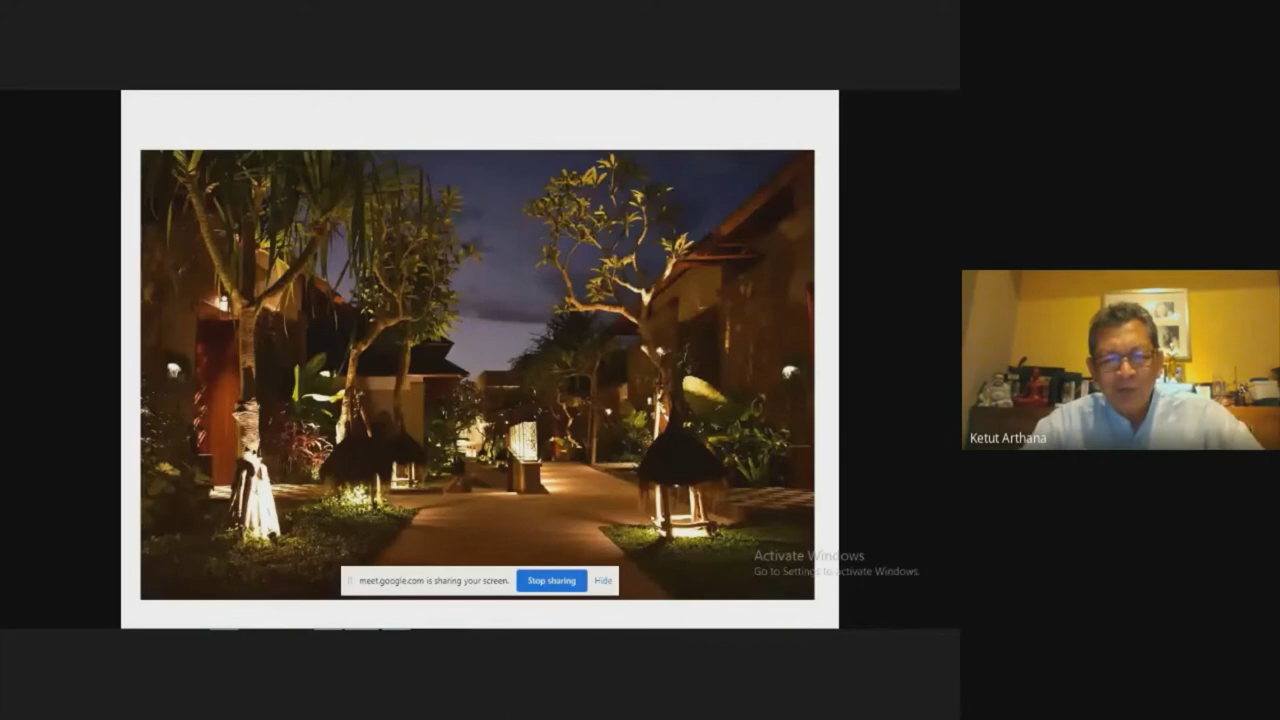 Ketut Arthana
Activate Windows
Go to Settings to activate Windows.
meet.google.com is sharing your screen. Stop sharing Hide